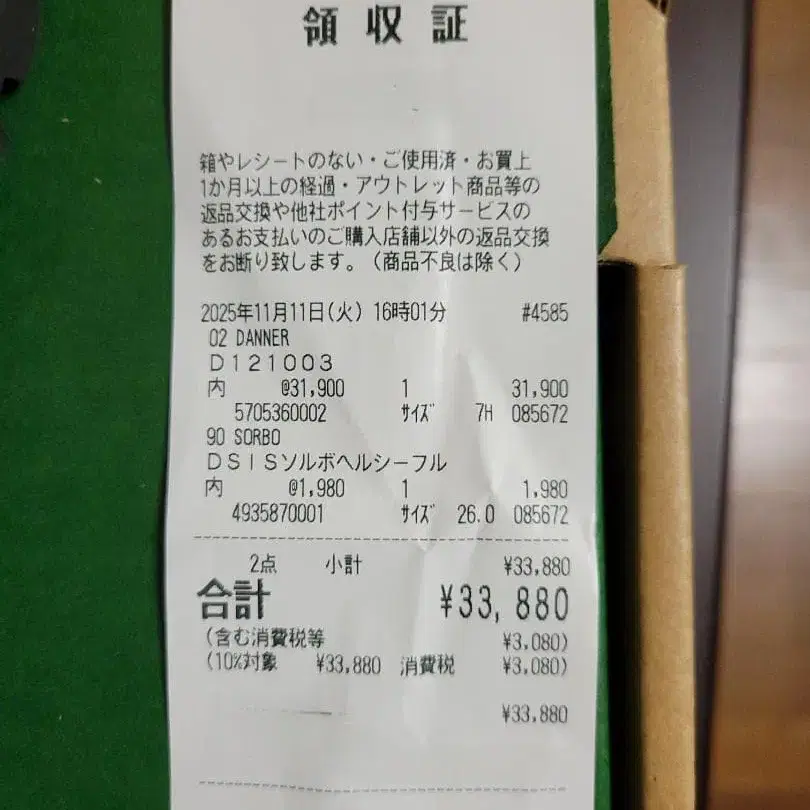 領収証
箱やレシートのない・ご使用済・お買上
1か月以上の経過・アウトレット商品等の
返品交換や他社ポイント付与サービスの
あるお支払いのご購入店舗以外の返品交換
をお断り致します。（商品不良は除く）
2025年11月11日(火) 16時01分 #4585
02 DANNER
Ｄ１２１００３
内 @31,900 1 31,900
5705360002 ｻｲｽﾞ 7H 085672
90 SORBO
ＤＳＩＳソルボヘルシーフル
内 @1,980 1 1,980
4935870001 ｻｲｽﾞ 26.0 085672
2点 小計 ¥33,880
合計 ¥33,880
(含む消費税等 ¥3,080)
(10%対象 ¥33,880 消費税 ¥3,080)
¥33,880